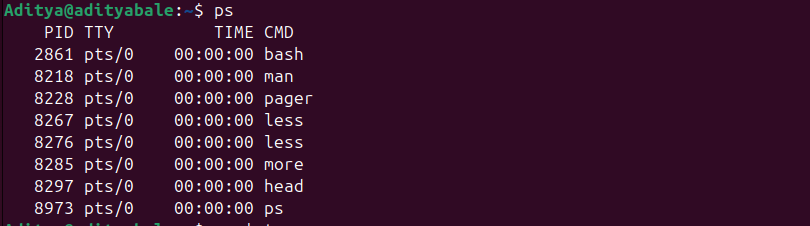 Aditya@adityabale:~$ ps
PID TTY TIME CMD
2861 pts/0 00:00:00 bash
8218 pts/0 00:00:00 man
8228 pts/0 00:00:00 pager
8267 pts/0 00:00:00 less
8276 pts/0 00:00:00 less
8285 pts/0 00:00:00 more
8297 pts/0 00:00:00 head
8973 pts/0 00:00:00 ps